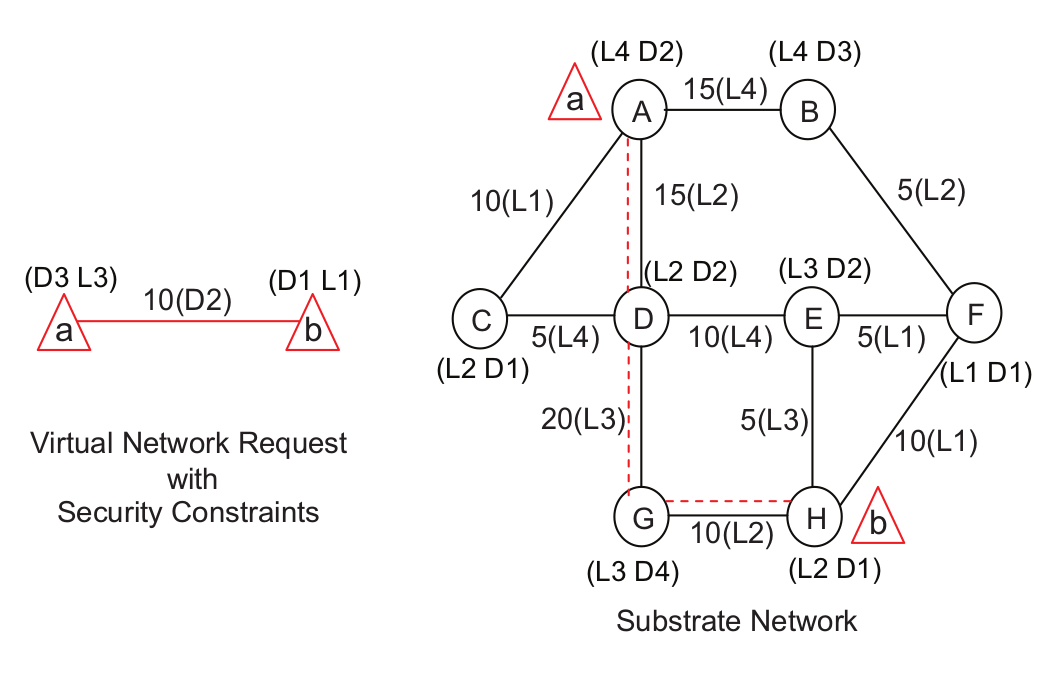 (L4 D2)
(L4 D3)
a
A
15(L4)
B
10(L1)
15(L2)
5(L2)
(D3 L3)
10(D2)
(D1 L1)
a
b
(L2 D2)
(L3 D2)
C
5(L4)
D
10(L4)
E
5(L1)
F
(L2 D1)
(L1 D1)
20(L3)
5(L3)
10(L1)
Virtual Network Request
with
Security Constraints
G
10(L2)
H
b
(L3 D4)
(L2 D1)
Substrate Network